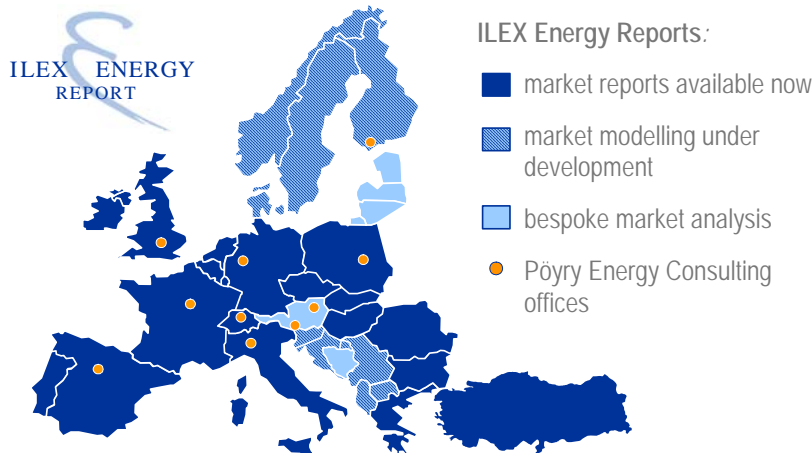 ILEX ENERGY
REPORT
ILEX Energy Reports:
market reports available now
market modelling under
development
bespoke market analysis
Pöyry Energy Consulting
offices